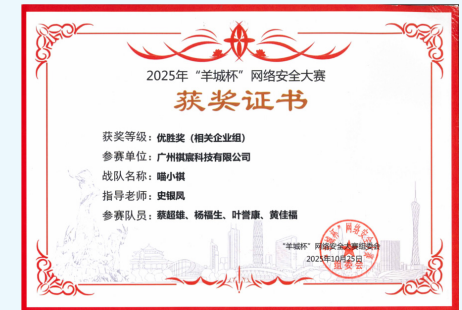 2025年“羊城杯”网络安全大赛
获奖证书
获奖等级：优胜奖（相关企业组）
参赛单位：广州祺宸科技有限公司
战队名称：喵小祺
指导老师：史银凤
参赛队员：蔡超雄、杨福生、叶誉康、黄佳福
“羊城杯”网络安全大赛组委会
2025年10月25日